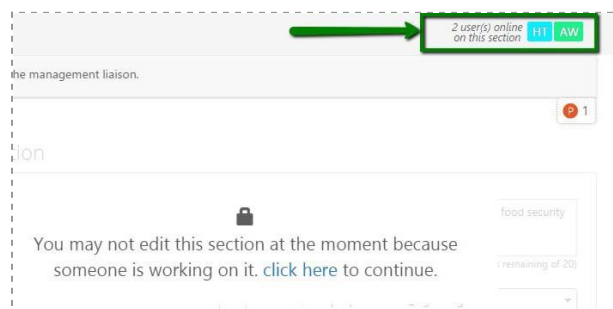 2 user(s) online
on this section HT AW
he management liaison.
P 1
tion
food security
You may not edit this section at the moment because
someone is working on it. click here to continue.
remaining of 20)